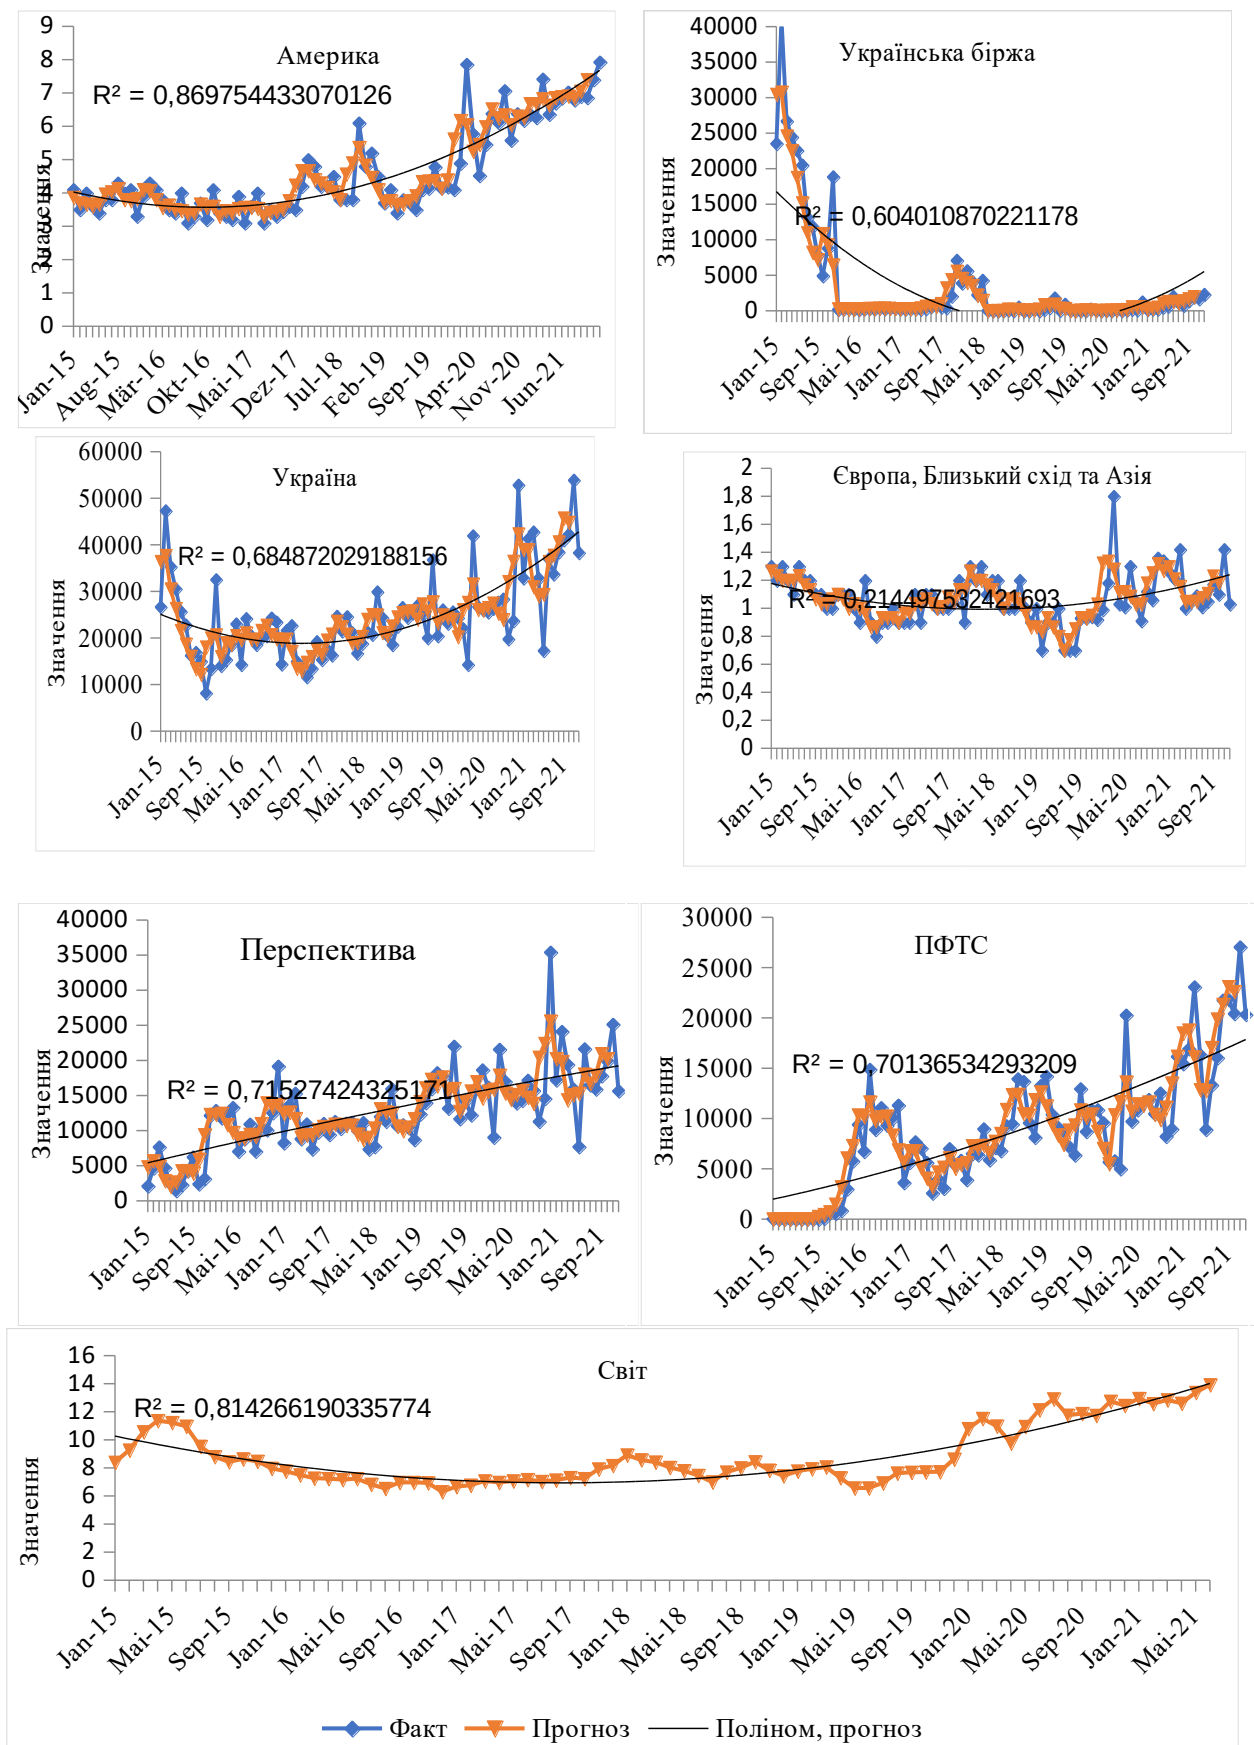 Америка
R² = 0,869754433070126
Значення
9
8
7
6
5
4
3
2
1
0
Jan-15
Aug-15
Mär-16
Okt-16
Mai-17
Dez-17
Jul-18
Feb-19
Sep-19
Apr-20
Nov-20
Jun-21
Українська біржа
R² = 0,604010870221178
Значення
40000
35000
30000
25000
20000
15000
10000
5000
0
Jan-15
Sep-15
Mai-16
Jan-17
Sep-17
Mai-18
Jan-19
Sep-19
Mai-20
Jan-21
Sep-21
Україна
R² = 0,684872029188156
Значення
60000
50000
40000
30000
20000
10000
0
Jan-15
Sep-15
Mai-16
Jan-17
Sep-17
Mai-18
Jan-19
Sep-19
Mai-20
Jan-21
Sep-21
Європа, Близький схід та Азія
R² = 0,214497532421693
Значення
2
1,8
1,6
1,4
1,2
1
0,8
0,6
0,4
0,2
0
Jan-15
Sep-15
Mai-16
Jan-17
Sep-17
Mai-18
Jan-19
Sep-19
Mai-20
Jan-21
Sep-21
Перспектива
R² = 0,71527424325171
Значення
40000
35000
30000
25000
20000
15000
10000
5000
0
Jan-15
Sep-15
Mai-16
Jan-17
Sep-17
Mai-18
Jan-19
Sep-19
Mai-20
Jan-21
Sep-21
ПФТС
R² = 0,70136534293209
Значення
30000
25000
20000
15000
10000
5000
0
Jan-15
Sep-15
Mai-16
Jan-17
Sep-17
Mai-18
Jan-19
Sep-19
Mai-20
Jan-21
Sep-21
Світ
R² = 0,814266190335774
Значення
16
14
12
10
8
6
4
2
0
Jan-15
Mai-15
Sep-15
Jan-16
Mai-16
Sep-16
Jan-17
Mai-17
Sep-17
Jan-18
Mai-18
Sep-18
Jan-19
Mai-19
Sep-19
Jan-20
Mai-20
Sep-20
Jan-21
Mai-21
Факт
Прогноз
Поліном, прогноз